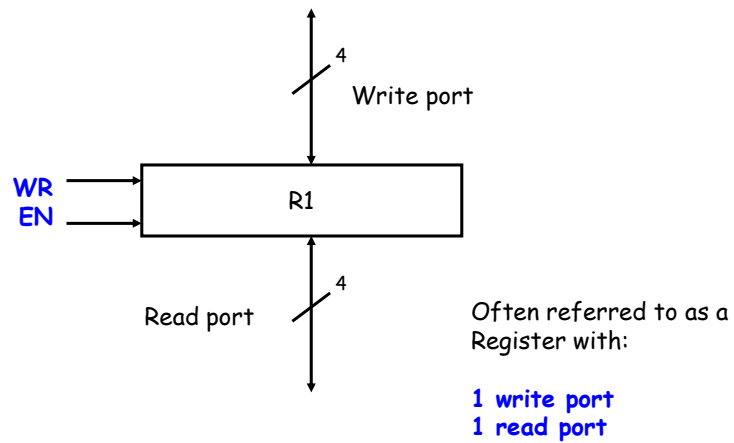 4
Write port
WR
EN
R1
4
Read port
Often referred to as a
Register with:
1 write port
1 read port